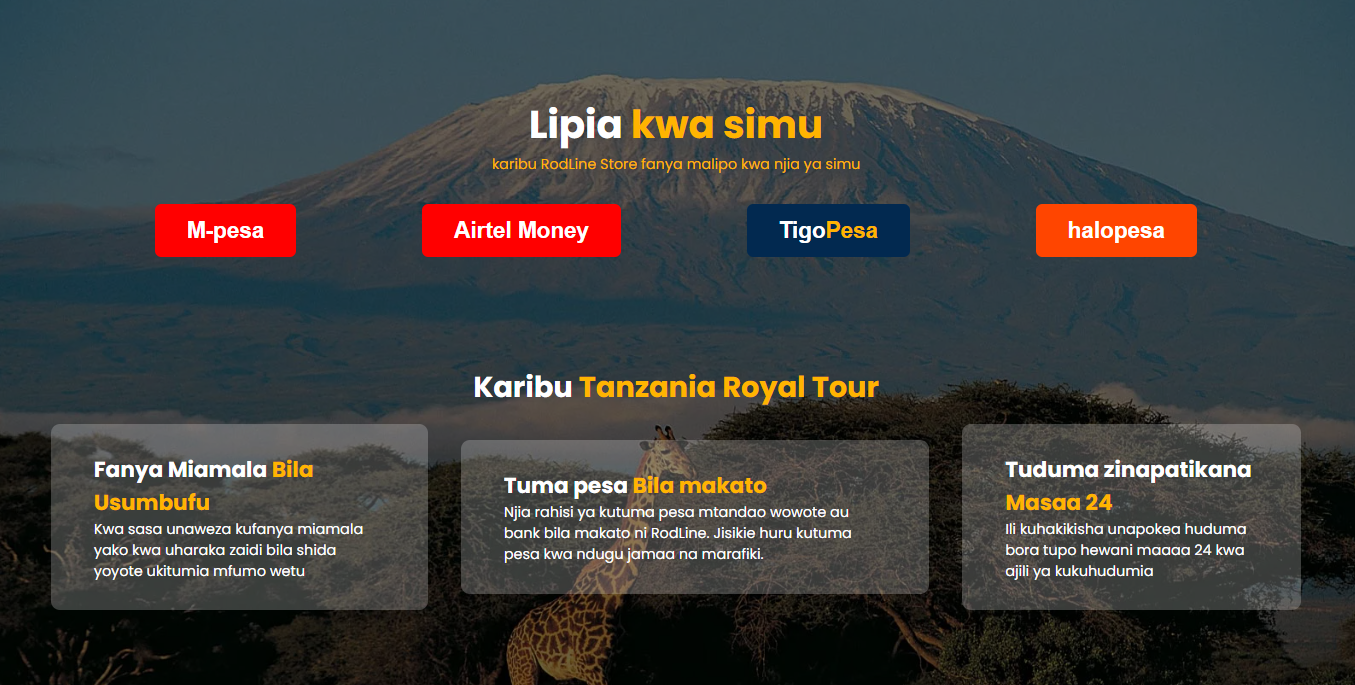 Lipia kwa simu
karibu RodLine Store fanya malipo kwa njia ya simu
M-pesa
Airtel Money
TigoPesa
halopesa
Karibu Tanzania Royal Tour
Fanya Miamala Bila
Usumbufu
Kwa sasa unaweza kufanya miamala
yako kwa uharaka zaidi bila shida
yoyote ukitumia mfumo wetu
Tuma pesa Bila makato
Njia rahisi ya kutuma pesa mtandao wowote au
bank bila makato ni RodLine. Jisikie huru kutuma
pesa kwa ndugu jamaa na marafiki.
Tuduma zinapatikana
Masaa 24
Ili kuhakikisha unapokea huduma
bora tupo hewani maaaa 24 kwa
ajili ya kukuhudumia